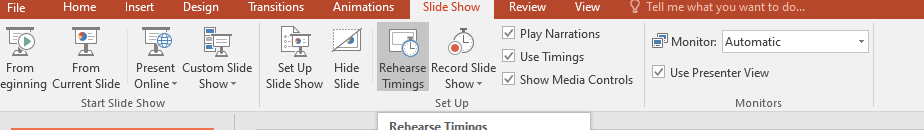 File Home Insert Design Transitions Animations Slide Show Review View Tell me what you want to do...
From
eginning
From
Current Slide
Present
Online
Custom Slide
Show
Set Up
Slide Show
Hide
Slide
Rehearse
Timings
Record Slide
Show
Play Narrations
Use Timings
Show Media Controls
Monitor: Automatic
Use Presenter View
Start Slide Show
Set Up
Monitors
Rehearse Timings